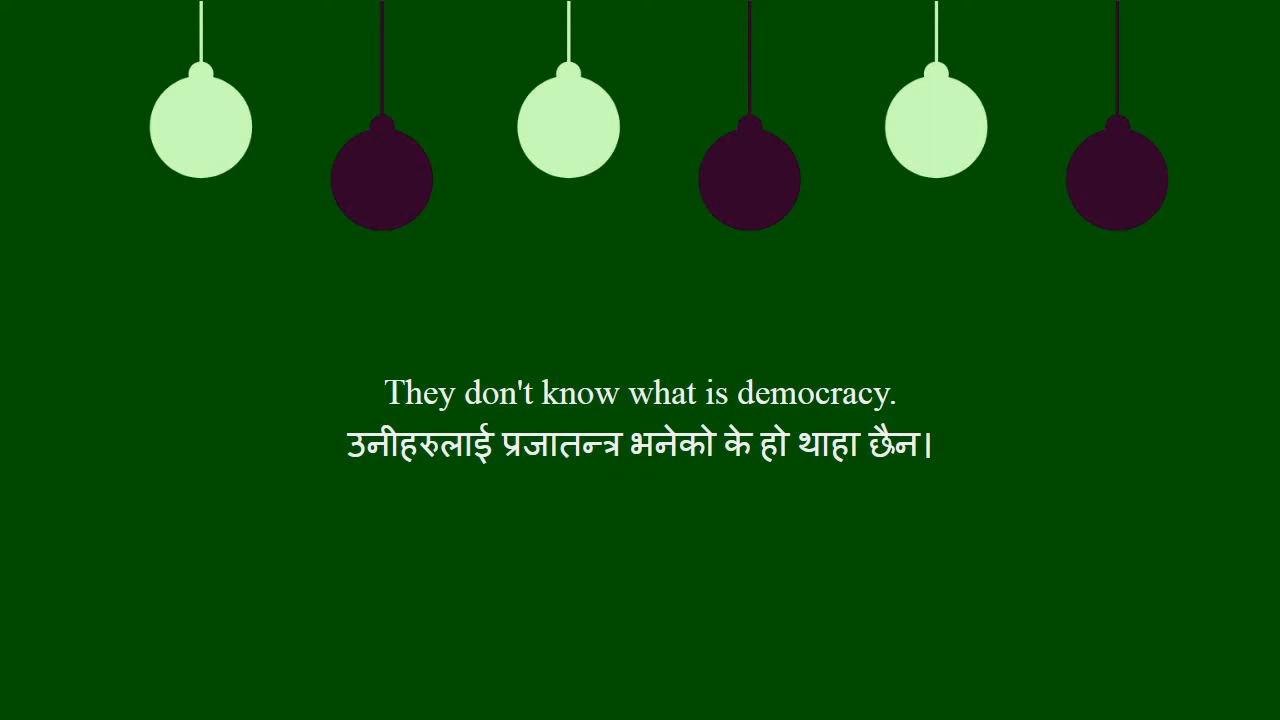 They don't know what is democracy.
उनीहरुलाई प्रजातन्त्र भनेको के हो थाहा छैन।